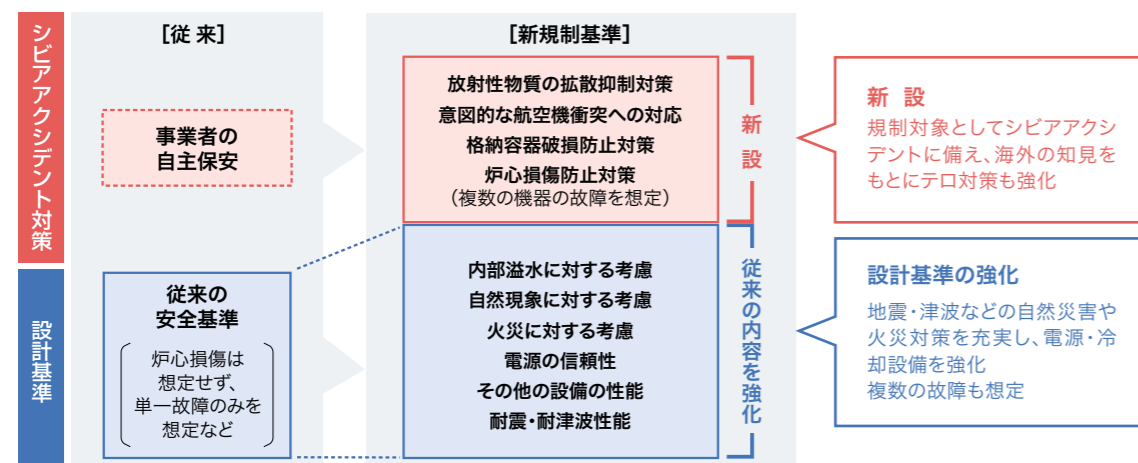 シビアアクシデント対策
設計基準
[従 来]
事業者の
自主保安
従来の
安全基準
炉心損傷は
想定せず、
単一故障のみを
想定など
[新規制基準]
放射性物質の拡散抑制対策
意図的な航空機衝突への対応
格納容器破損防止対策
炉心損傷防止対策
(複数の機器の故障を想定)
内部溢水に対する考慮
自然現象に対する考慮
火災に対する考慮
電源の信頼性
その他の設備の性能
耐震・耐津波性能
新 設
従来の内容を強化
新 設
規制対象としてシビアアクシ
デントに備え、海外の知見を
もとにテロ対策も強化
設計基準の強化
地震・津波などの自然災害や
火災対策を充実し、電源・冷
却設備を強化
複数の故障も想定